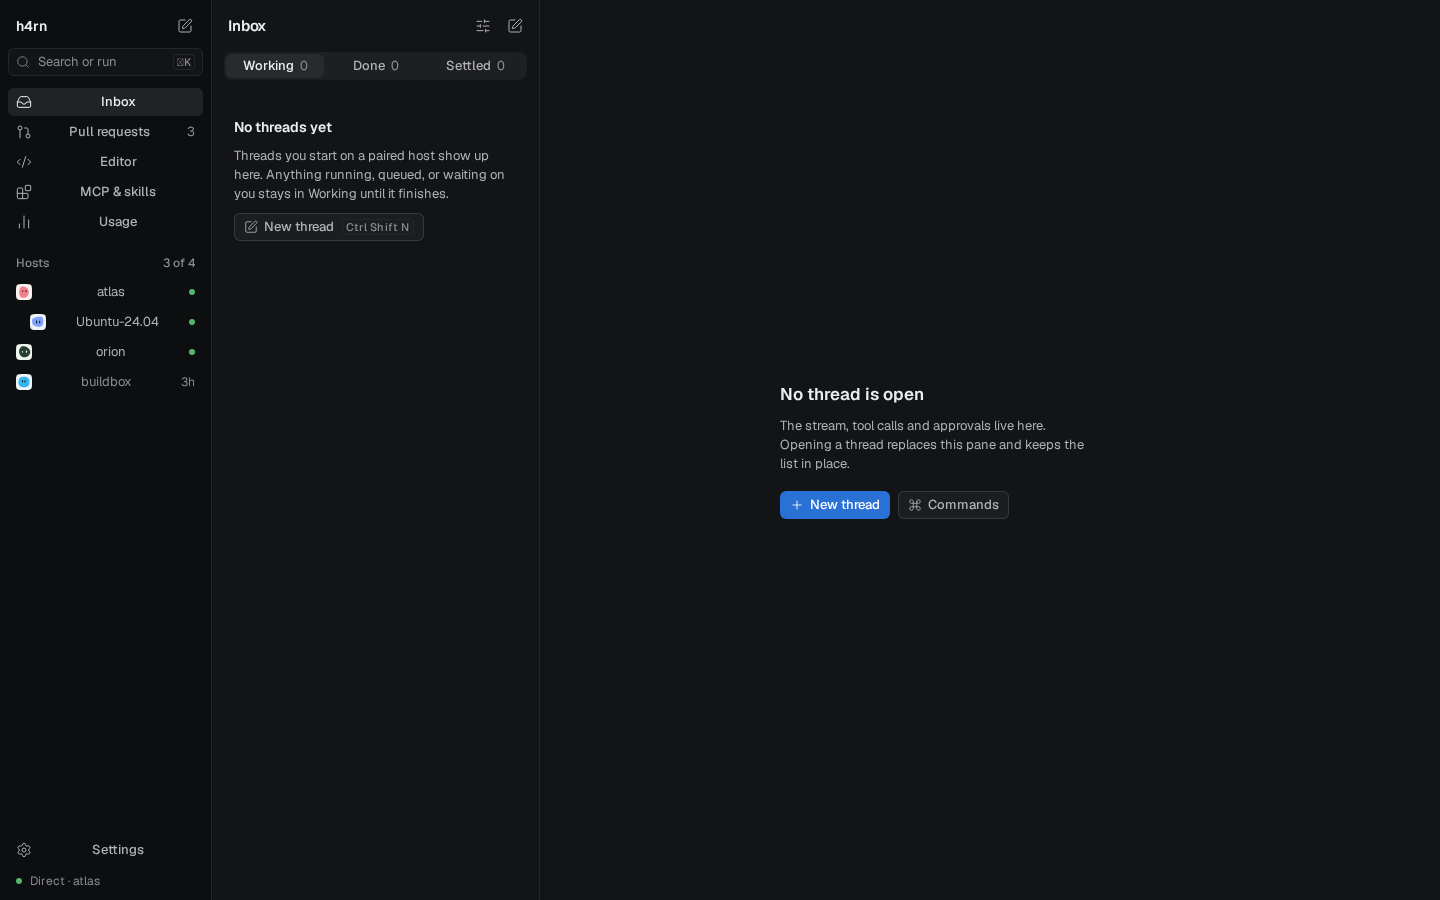 h4rn
Search or run
K
Inbox
Pull requests 3
Editor
MCP & skills
Usage
Hosts 3 of 4
atlas
Ubuntu-24.04
orion
buildbox 3h
Settings
Direct · atlas
Inbox
Working 0 Done 0 Settled 0
No threads yet
Threads you start on a paired host show up
here. Anything running, queued, or waiting on
you stays in Working until it finishes.
New thread Ctrl Shift N
No thread is open
The stream, tool calls and approvals live here.
Opening a thread replaces this pane and keeps the
list in place.
New thread ⌘ Commands